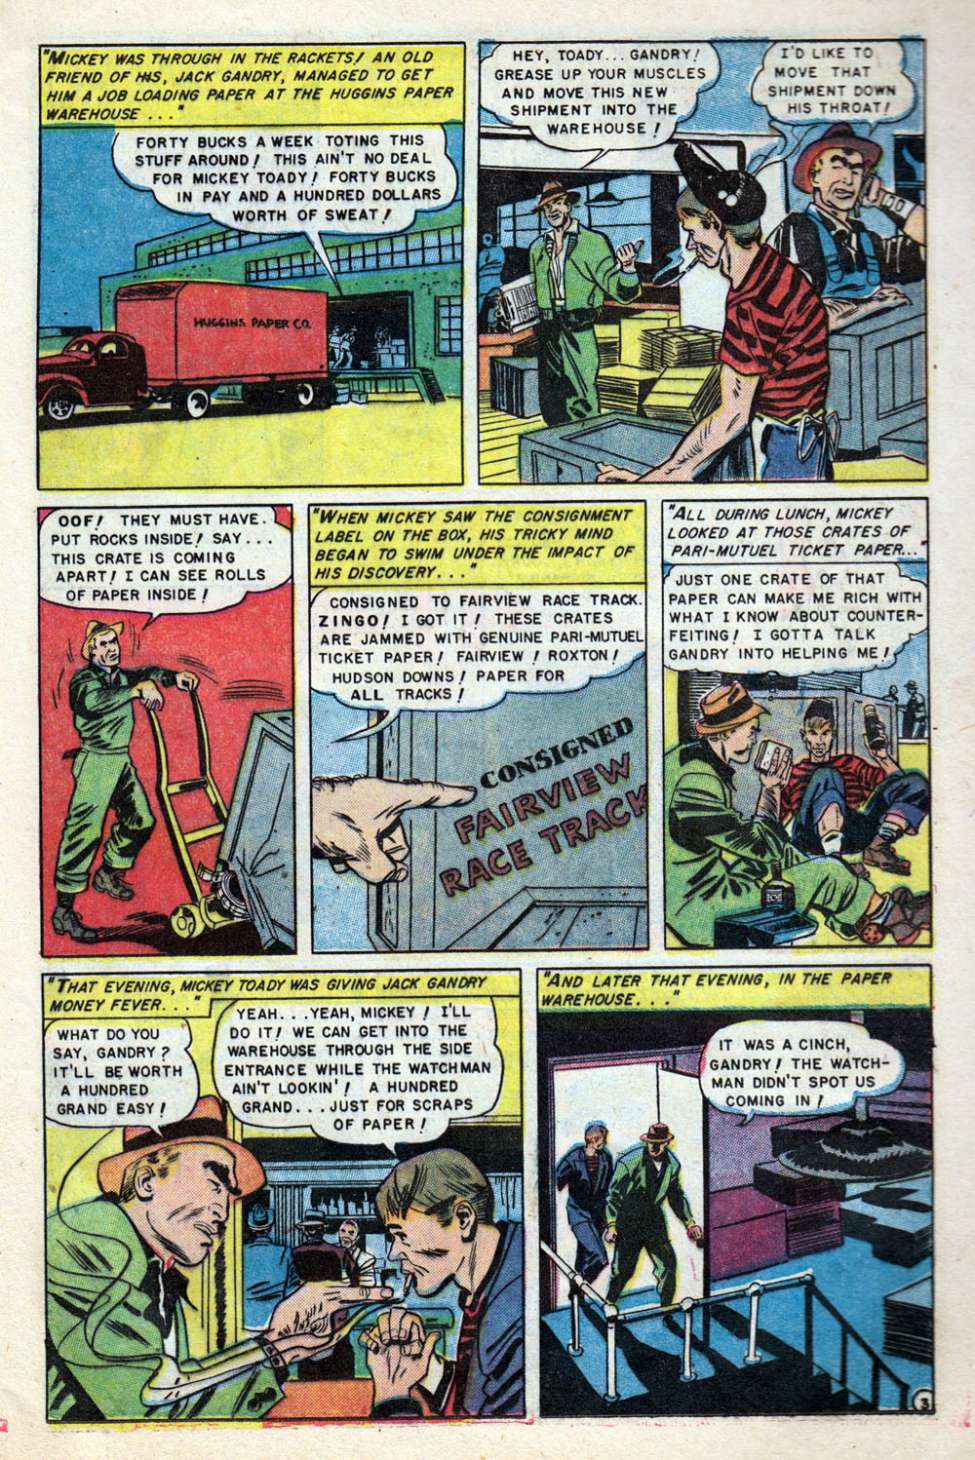 "MICKEY WAS THROUGH IN THE RACKETS! AN OLD
FRIEND OF HIS, JACK GANDRY, MANAGED TO GET
HIM A JOB LOADING PAPER AT THE HUGGINS PAPER
WAREHOUSE ..."
FORTY BUCKS A WEEK TOTING THIS
STUFF AROUND! THIS AIN'T NO DEAL
FOR MICKEY TOADY! FORTY BUCKS
IN PAY AND A HUNDRED DOLLARS
WORTH OF SWEAT!
HUGGINS PAPER CO.
HEY, TOADY... GANDRY!
GREASE UP YOUR MUSCLES
AND MOVE THIS NEW
SHIPMENT INTO THE
WAREHOUSE!
I'D LIKE TO
MOVE THAT
SHIPMENT DOWN
HIS THROAT!
OOF! THEY MUST HAVE
PUT ROCKS INSIDE! SAY...
THIS CRATE IS COMING
APART! I CAN SEE ROLLS
OF PAPER INSIDE!
"WHEN MICKEY SAW THE CONSIGNMENT
LABEL ON THE BOX, HIS TRICKY MIND
BEGAN TO SWIM UNDER THE IMPACT OF
HIS DISCOVERY..."
CONSIGNED TO FAIRVIEW RACE TRACK.
ZINGO! I GOT IT! THESE CRATES
ARE JAMMED WITH GENUINE PARI-MUTUEL
TICKET PAPER! FAIRVIEW! ROXTON!
HUDSON DOWNS! PAPER FOR
ALL TRACKS!
CONSIGNED
FAIRVIEW
RACE TRACK
"ALL DURING LUNCH, MICKEY
LOOKED AT THOSE CRATES OF
PARI-MUTUEL TICKET PAPER..."
JUST ONE CRATE OF THAT
PAPER CAN MAKE ME RICH WITH
WHAT I KNOW ABOUT COUNTER-
FEITING! I GOTTA TALK
GANDRY INTO HELPING ME!
"THAT EVENING, MICKEY TOADY WAS GIVING JACK GANDRY
MONEY FEVER..."
WHAT DO YOU
SAY, GANDRY?
IT'LL BE WORTH
A HUNDRED
GRAND EASY!
YEAH...YEAH, MICKEY! I'LL
DO IT! WE CAN GET INTO THE
WAREHOUSE THROUGH THE SIDE
ENTRANCE WHILE THE WATCHMAN
AIN'T LOOKIN'! A HUNDRED
GRAND...JUST FOR SCRAPS
OF PAPER!
"AND LATER THAT EVENING, IN THE PAPER
WAREHOUSE..."
IT WAS A CINCH,
GANDRY! THE WATCH-
MAN DIDN'T SPOT US
COMING IN!
3